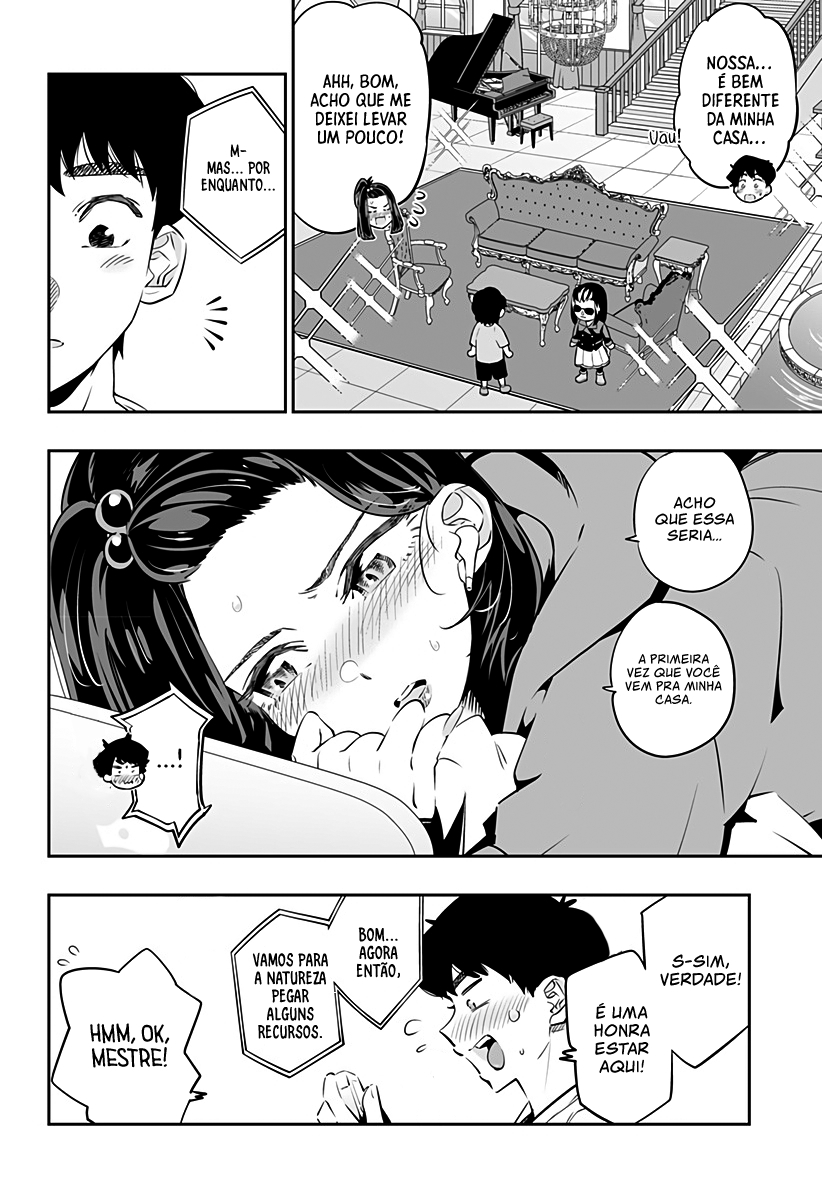 NOSSA...
É BEM
DIFERENTE
DA MINHA
CASA...
Uau!
AHH, BOM,
ACHO QUE ME
DEIXEI LEVAR
UM POUCO!
M-
MAS... POR
ENQUANTO...
ACHO
QUE ESSA
SERIA...
A PRIMEIRA
VEZ QUE VOCÊ
VEM PRA MINHA
CASA.
...!
S-SIM,
VERDADE!
É UMA
HONRA
ESTAR
AQUI!
BOM...
AGORA
ENTÃO,
VAMOS PARA
A NATUREZA
PEGAR
ALGUNS
RECURSOS.
HMM, OK,
MESTRE!